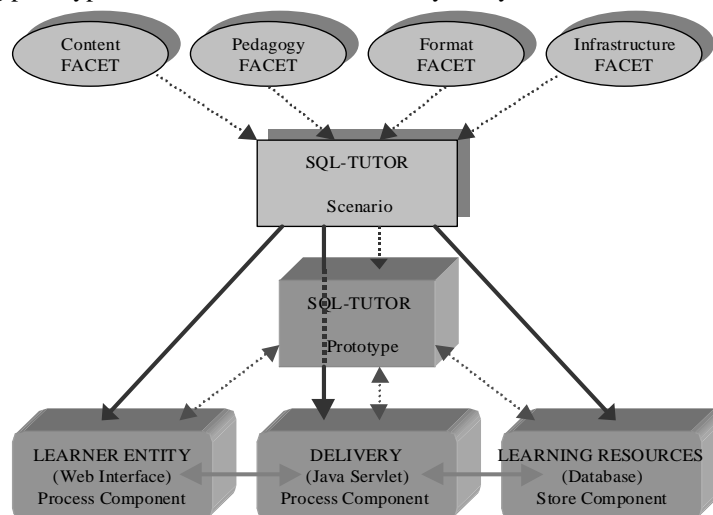 Content
FACET
Pedagogy
FACET
Format
FACET
Infrastructure
FACET
SQL-TUTOR
Scenario
SQL-TUTOR
Prototype
LEARNER ENTITY
(Web Interface)
Process Component
DELIVERY
(Java Servlet)
Process Component
LEARNING RESOURCES
(Database)
Store Component